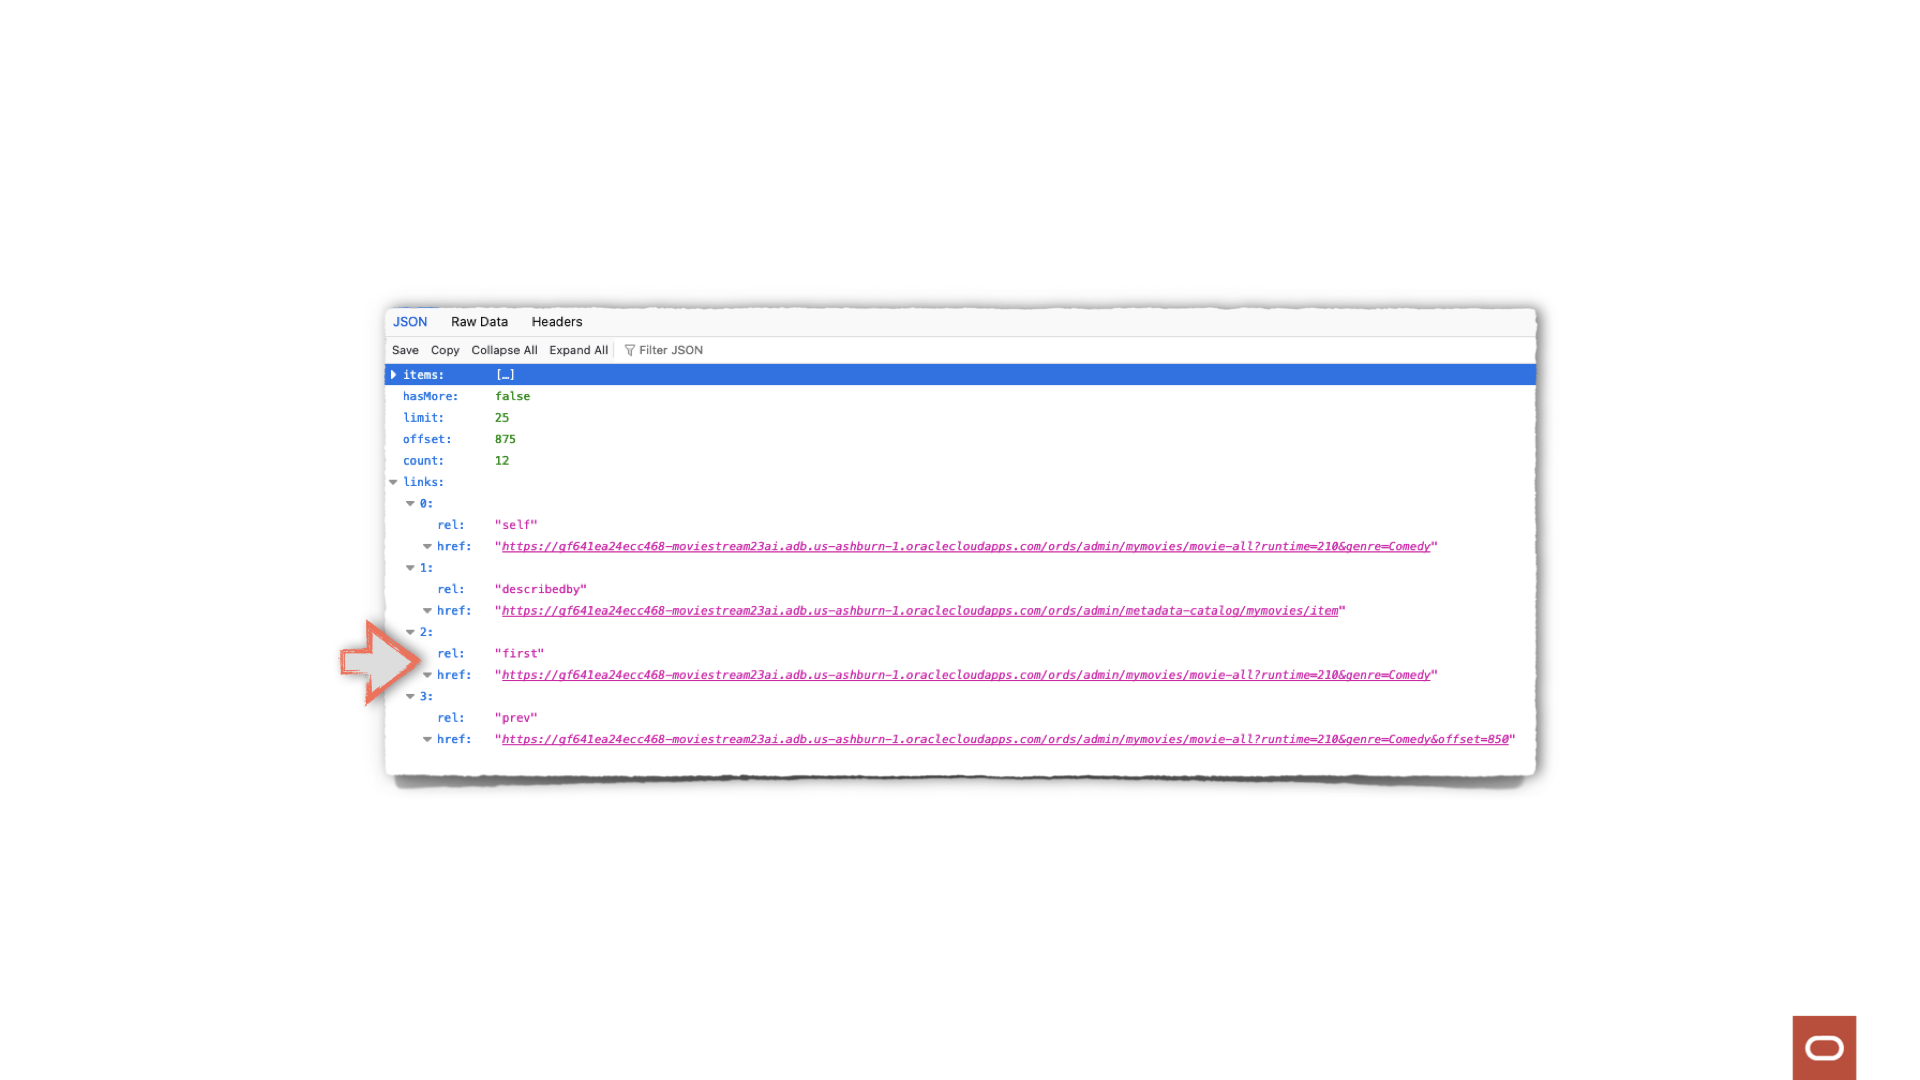 JSON Raw Data Headers
Save Copy Collapse All Expand All Filter JSON
items: […]
hasMore: false
limit: 25
offset: 875
count: 12
links:
0:
rel: "self"
href: "https://gf641ea24ecc468-moviestream23ai.adb.us-ashburn-1.oraclecloudapps.com/ords/admin/mymovies/movie-all?runtime=210&genre=Comedy"
1:
rel: "describedby"
href: "https://gf641ea24ecc468-moviestream23ai.adb.us-ashburn-1.oraclecloudapps.com/ords/admin/metadata-catalog/mymovies/item"
2:
rel: "first"
href: "https://gf641ea24ecc468-moviestream23ai.adb.us-ashburn-1.oraclecloudapps.com/ords/admin/mymovies/movie-all?runtime=210&genre=Comedy"
3:
rel: "prev"
href: "https://gf641ea24ecc468-moviestream23ai.adb.us-ashburn-1.oraclecloudapps.com/ords/admin/mymovies/movie-all?runtime=210&genre=Comedy&offset=850"